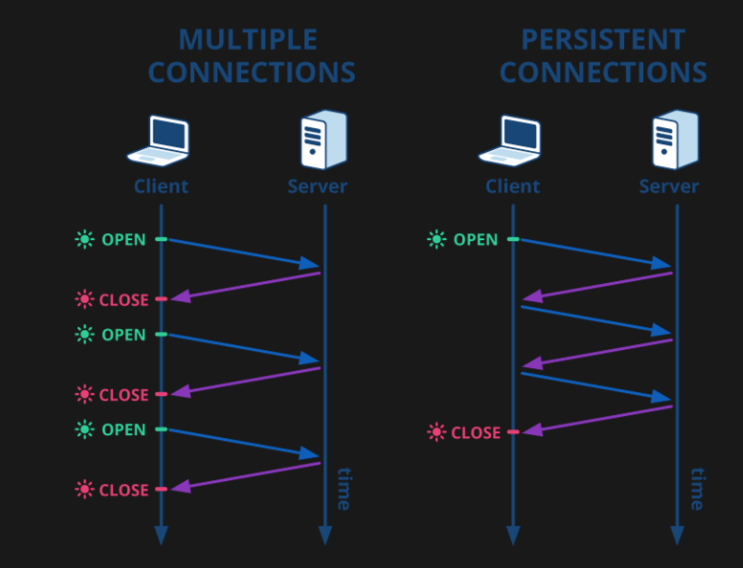 MULTIPLE
CONNECTIONS
Client
Server
OPEN
CLOSE
OPEN
CLOSE
OPEN
CLOSE
time
PERSISTENT
CONNECTIONS
Client
Server
OPEN
CLOSE
time